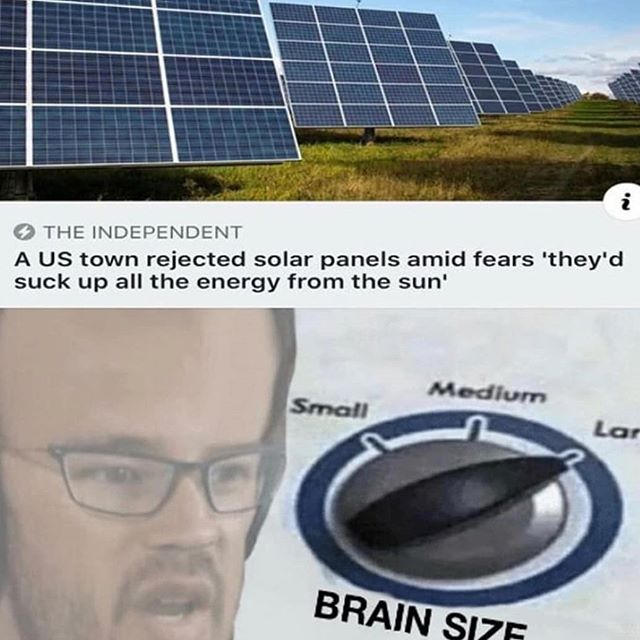 THE INDEPENDENT
A US town rejected solar panels amid fears 'they'd
suck up all the energy from the sun'
Medium
Small
Lar
BRAIN SIZE